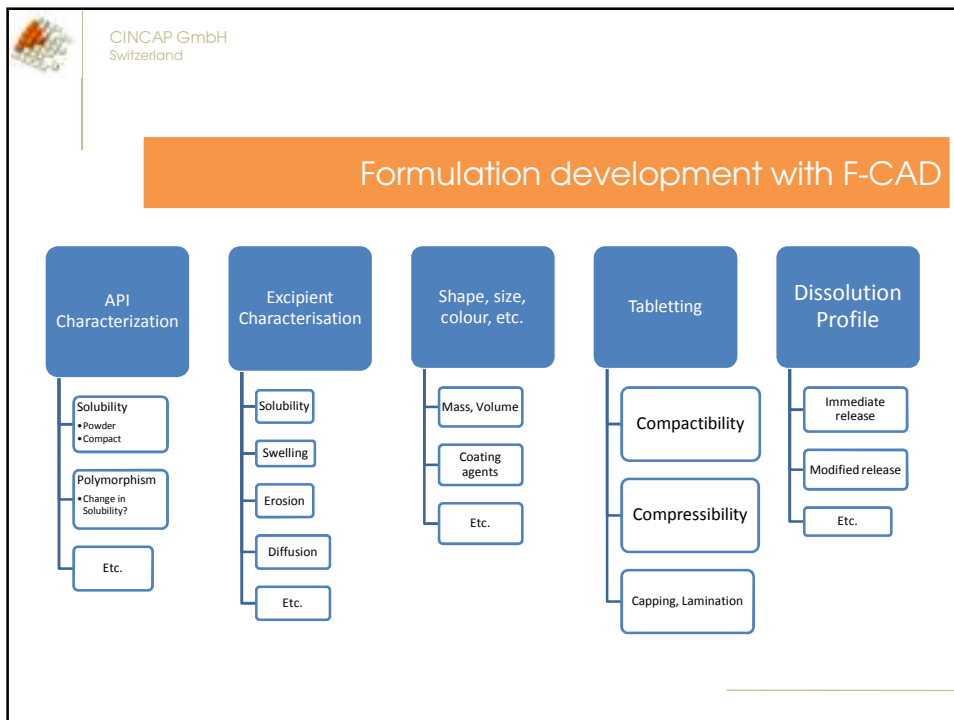 CINCAP GmbH
Switzerland
Formulation development with F-CAD
API
Characterization
Solubility
•Powder
•Compact
Polymorphism
•Change in
Solubility?
Etc.
Excipient
Characterisation
Solubility
Swelling
Erosion
Diffusion
Etc.
Shape, size,
colour, etc.
Mass, Volume
Coating
agents
Etc.
Tabletting
Compactibility
Compressibility
Capping, Lamination
Dissolution
Profile
Immediate
release
Modified release
Etc.